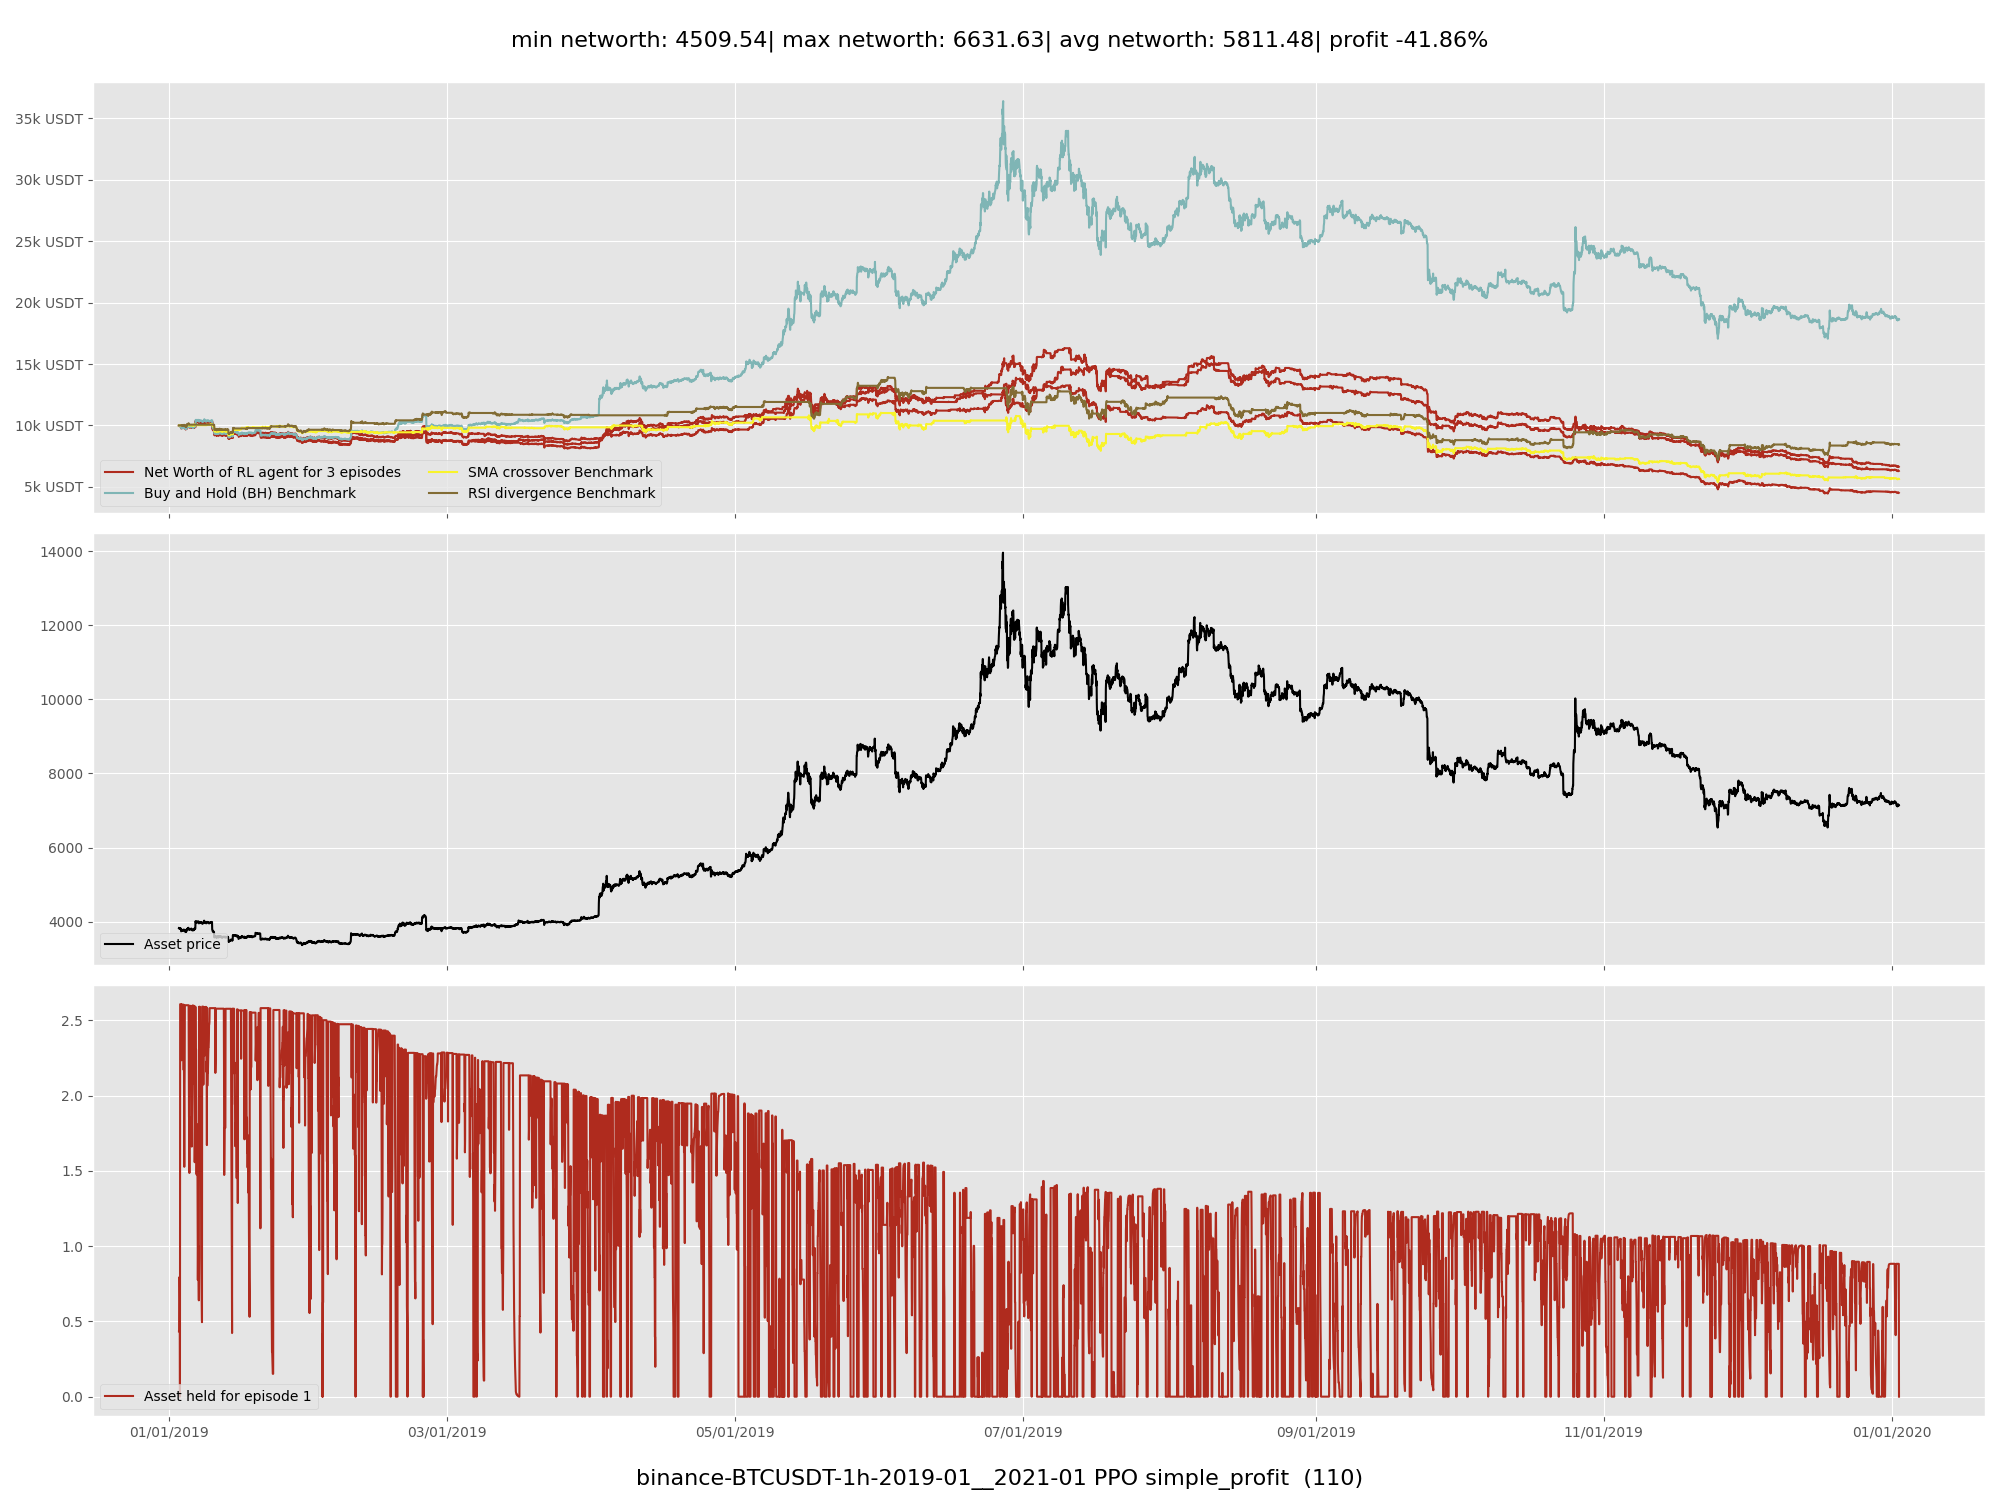 min networth: 4509.54| max networth: 6631.63| avg networth: 5811.48| profit -41.86%
35k USDT
30k USDT
25k USDT
20k USDT
15k USDT
10k USDT
5k USDT
Net Worth of RL agent for 3 episodes
Buy and Hold (BH) Benchmark
SMA crossover Benchmark
RSI divergence Benchmark
14000
12000
10000
8000
6000
4000
Asset price
2.5
2.0
1.5
1.0
0.5
0.0
Asset held for episode 1
01/01/2019 03/01/2019 05/01/2019 07/01/2019 09/01/2019 11/01/2019 01/01/2020
binance-BTCUSDT-1h-2019-01__2021-01 PPO simple_profit (110)